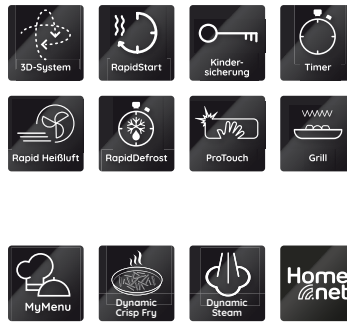 3D-System
RapidStart
Kinder-
sicherung
Timer
Rapid Heißluft
RapidDefrost
ProTouch
Grill
MyMenu
Dynamic
Crisp Fry
Dynamic
Steam
Home
net